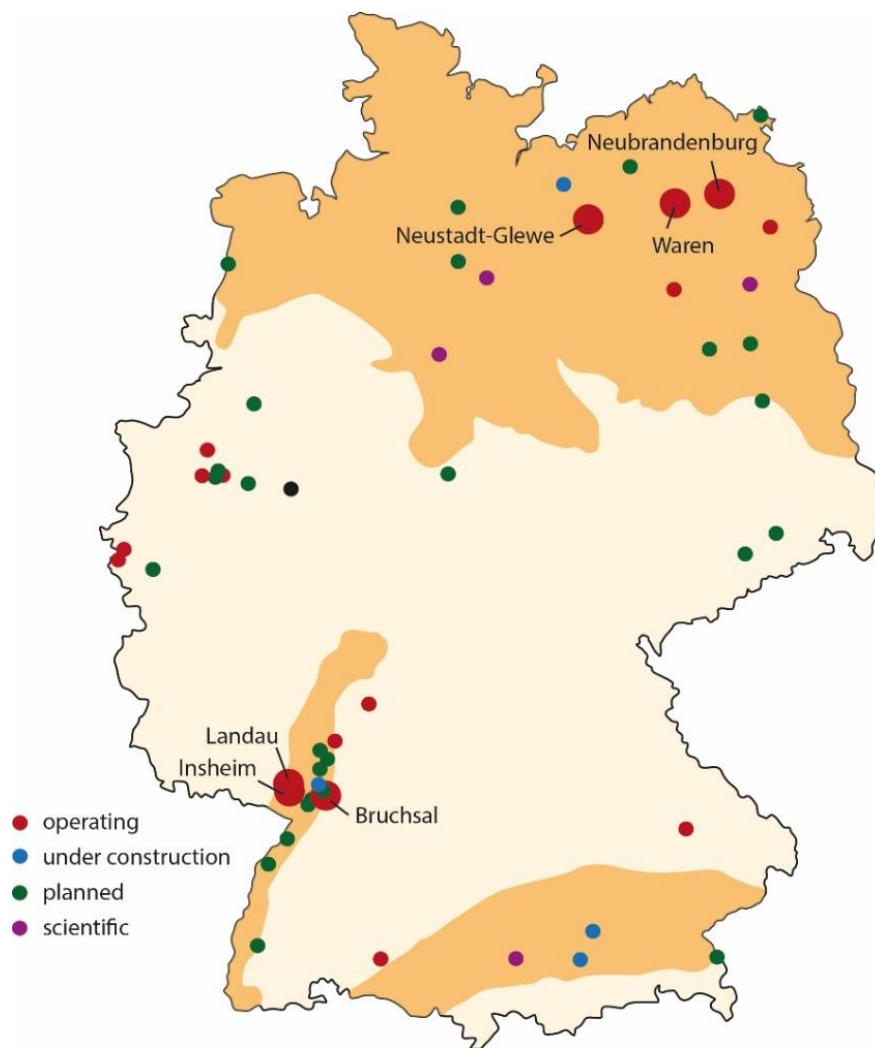 Neubrandenburg
Neustadt-Glewe
Waren
Landau
Insheim
Bruchsal
operating
under construction
planned
scientific